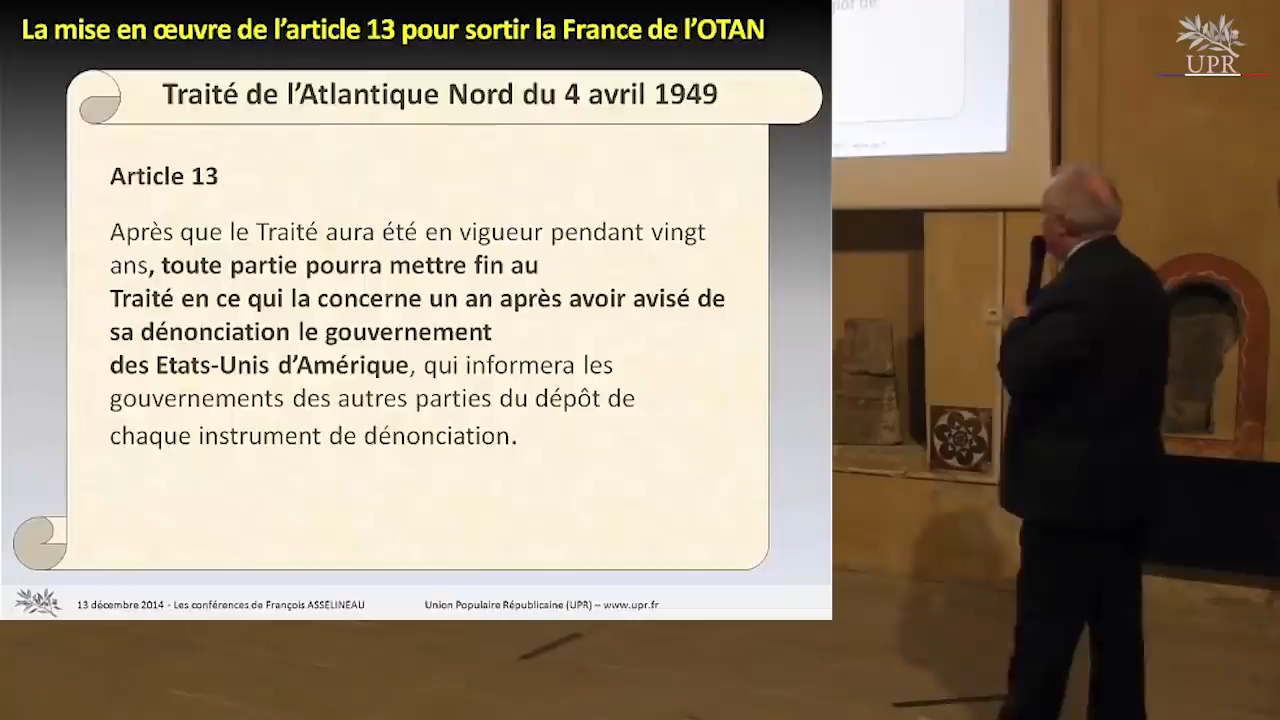 La mise en œuvre de l’article 13 pour sortir la France de l’OTAN
Traité de l’Atlantique Nord du 4 avril 1949
Article 13
Après que le Traité aura été en vigueur pendant vingt
ans, toute partie pourra mettre fin au
Traité en ce qui la concerne un an après avoir avisé de
sa dénonciation le gouvernement
des Etats-Unis d’Amérique, qui informera les
gouvernements des autres parties du dépôt de
chaque instrument de dénonciation.
13 décembre 2014 - Les conférences de François ASSELINEAU
Union Populaire Républicaine (UPR) – www.upr.fr
UPR